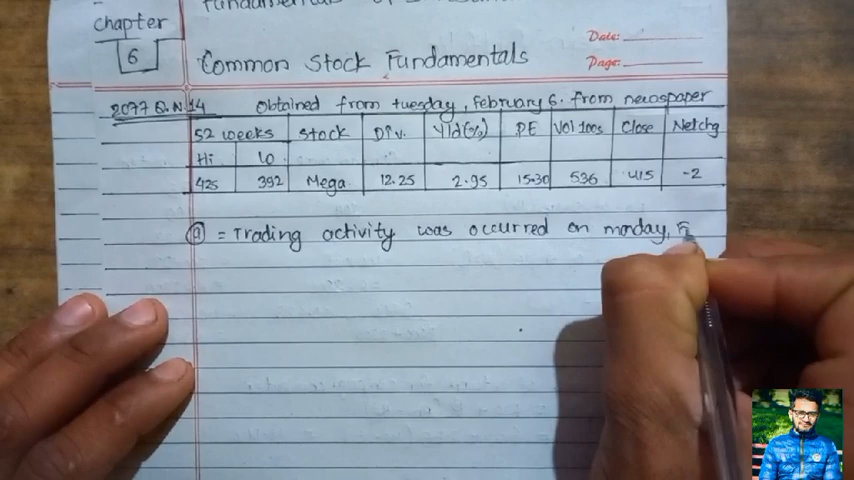 chapter
6
Common Stock Fundamentals
Date:
Page:
2077 Q.N.14 Obtained from tuesday, February 6. from newspaper
52 weeks Stock Div. Yld(%) PE Vol 100s Close Netchg
Hi Lo
425 392 Mega 12.25 2.95 15.30 536 415 -2
(a) = Trading activity was occurred on monday, F